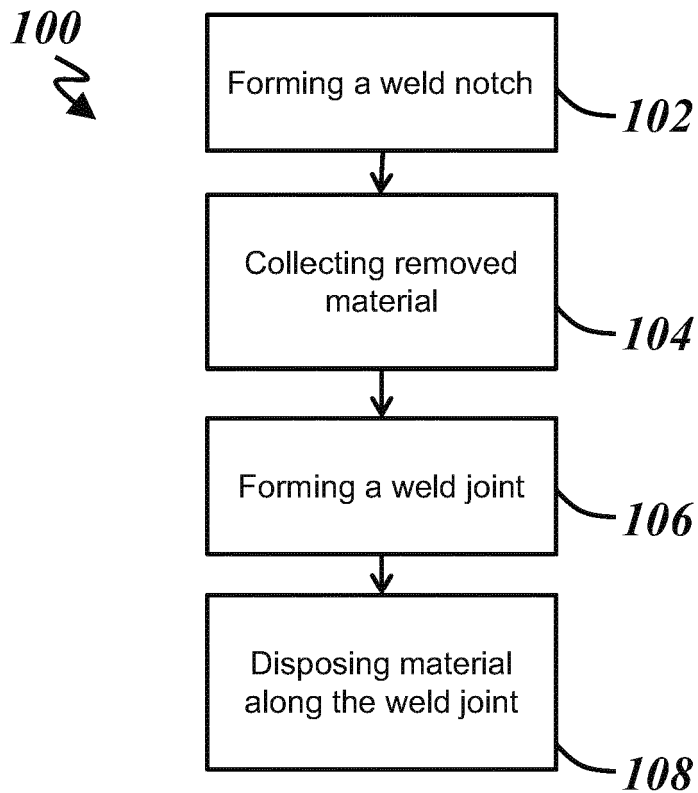 100
Forming a weld notch
102
Collecting removed
material
104
Forming a weld joint
106
Disposing material
along the weld joint
108